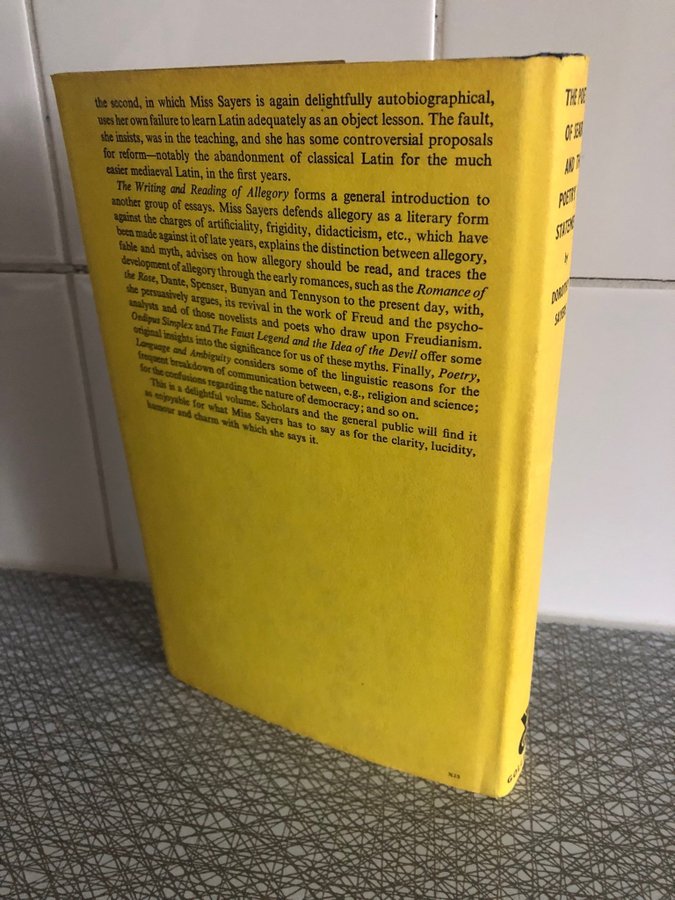 the second, in which Miss Sayers is again delightfully autobiographical,
uses her own failure to learn Latin adequately as an object lesson. The fault,
she insists, was in the teaching, and she has some controversial proposals
for reform—notably the abandonment of classical Latin for the much
easier mediaeval Latin, in the first years.
The Writing and Reading of Allegory forms a general introduction to
another group of essays. Miss Sayers defends allegory as a literary form
against the charges of artificiality, frigidity, didacticism, etc., which have
been made against it of late years, explains the distinction between allegory,
fable and myth, advises on how allegory should be read, and traces the
development of allegory through the early romances, such as the Romance of
the Rose, Dante, Spenser, Bunyan and Tennyson to the present day, with,
she persuasively argues, its revival in the work of Freud and the psycho-
analysts and of those novelists and poets who draw upon Freudianism.
Oedipus Simplex and The Faust Legend and the Idea of the Devil offer some
original insights into the significance for us of these myths. Finally, Poetry,
Language and Ambiguity considers some of the linguistic reasons for the
frequent breakdown of communication between, e.g., religion and science;
for the confusions regarding the nature of democracy; and so on.
This is a delightful volume. Scholars and the general public will find it
as enjoyable for what Miss Sayers has to say as for the clarity, lucidity,
humour and charm with which she says it.
THE POE
OF SEA
AND T
POETRY
STATEME
by
DOROTHY
SAYERS
GOL